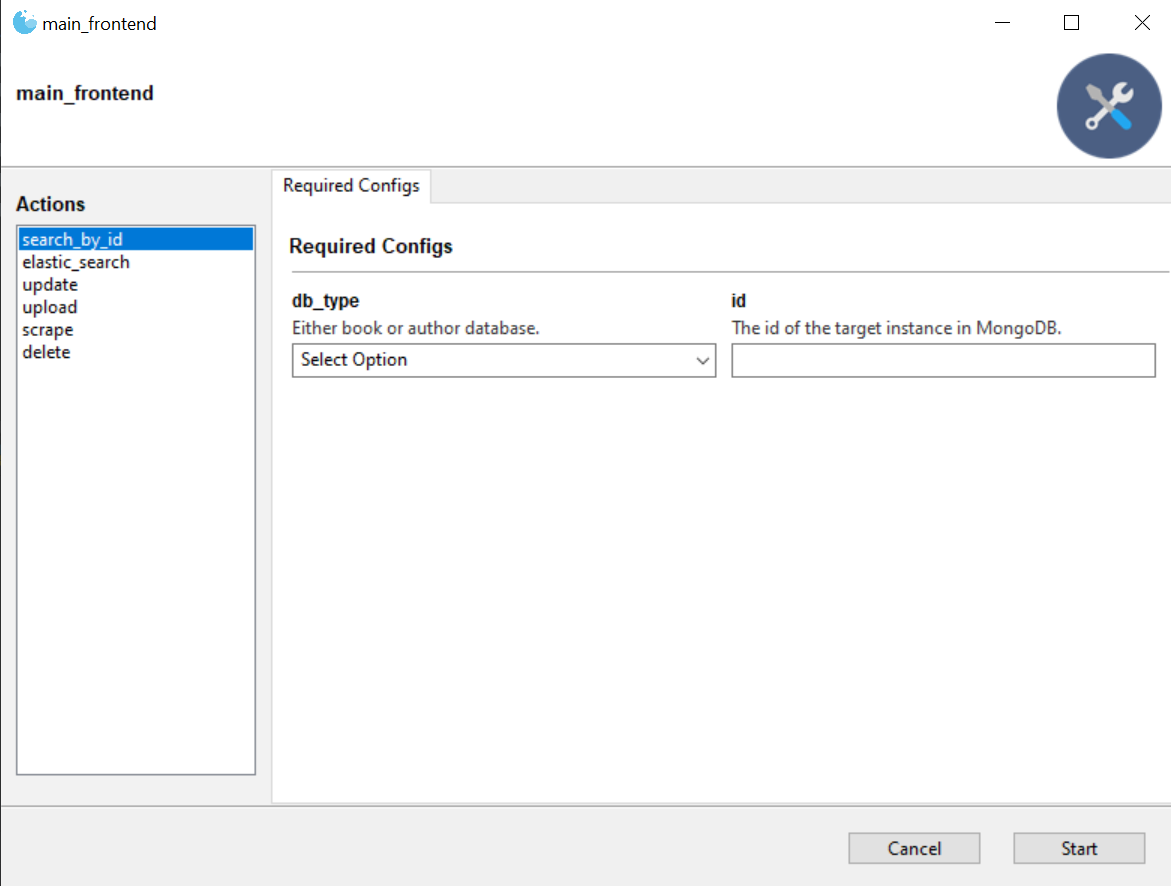 main_frontend
main_frontend
Actions
search_by_id
elastic_search
update
upload
scrape
delete
Required Configs
Required Configs
db_type
Either book or author database.
Select Option
id
The id of the target instance in MongoDB.
Cancel
Start